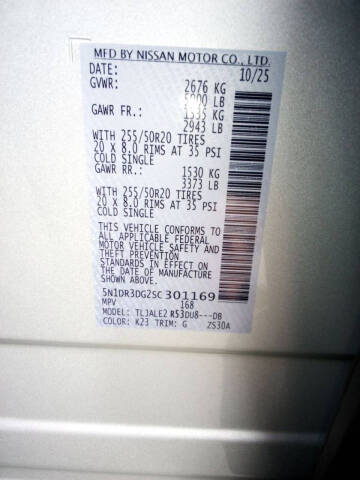 MFD BY NISSAN MOTOR CO., LTD.
DATE: 10/25
GVWR: 2676 KG
5900 LB
GAWR FR.: 1335 KG
2943 LB
WITH 255/50R20 TIRES
20 X 8.0 RIMS AT 35 PSI
COLD SINGLE
GAWR RR.: 1530 KG
3373 LB
WITH 255/50R20 TIRES
20 X 8.0 RIMS AT 35 PSI
COLD SINGLE
THIS VEHICLE CONFORMS TO
ALL APPLICABLE FEDERAL
MOTOR VEHICLE SAFETY AND
THEFT PREVENTION
STANDARDS IN EFFECT ON
THE DATE OF MANUFACTURE
SHOWN ABOVE.
5N1DR3DG2SC301169
MPV 168
MODEL: TLJALE2 R53DU8---DB
COLOR: K23 TRIM: G ZS30A